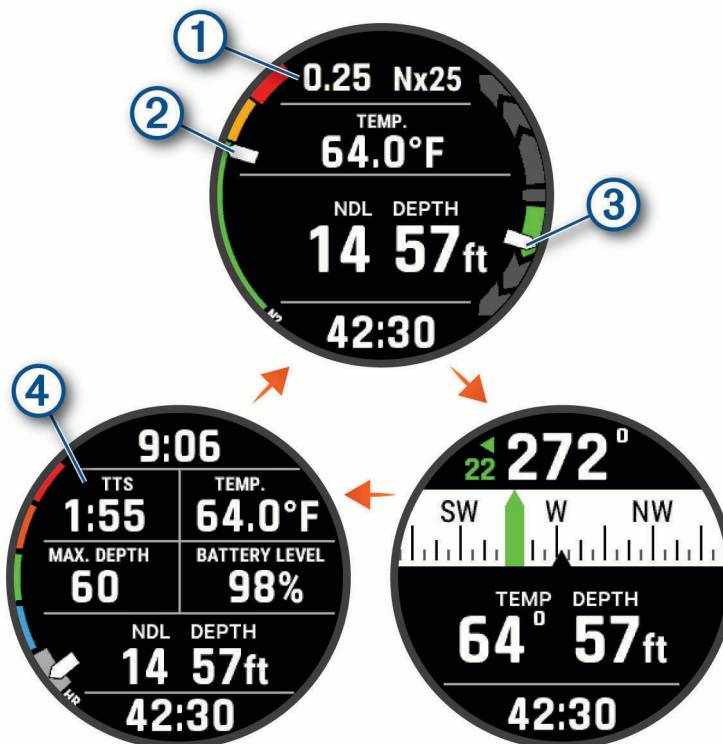 1
0.25 Nx25
2
TEMP.
64.0°F
3
NDL DEPTH
14 57ft
N2
42:30
4
9:06
TTS TEMP.
1:55 64.0°F
MAX. DEPTH BATTERY LEVEL
60 98%
NDL DEPTH
14 57ft
HR
42:30
22 272°
SW W NW
TEMP DEPTH
64° 57ft
42:30